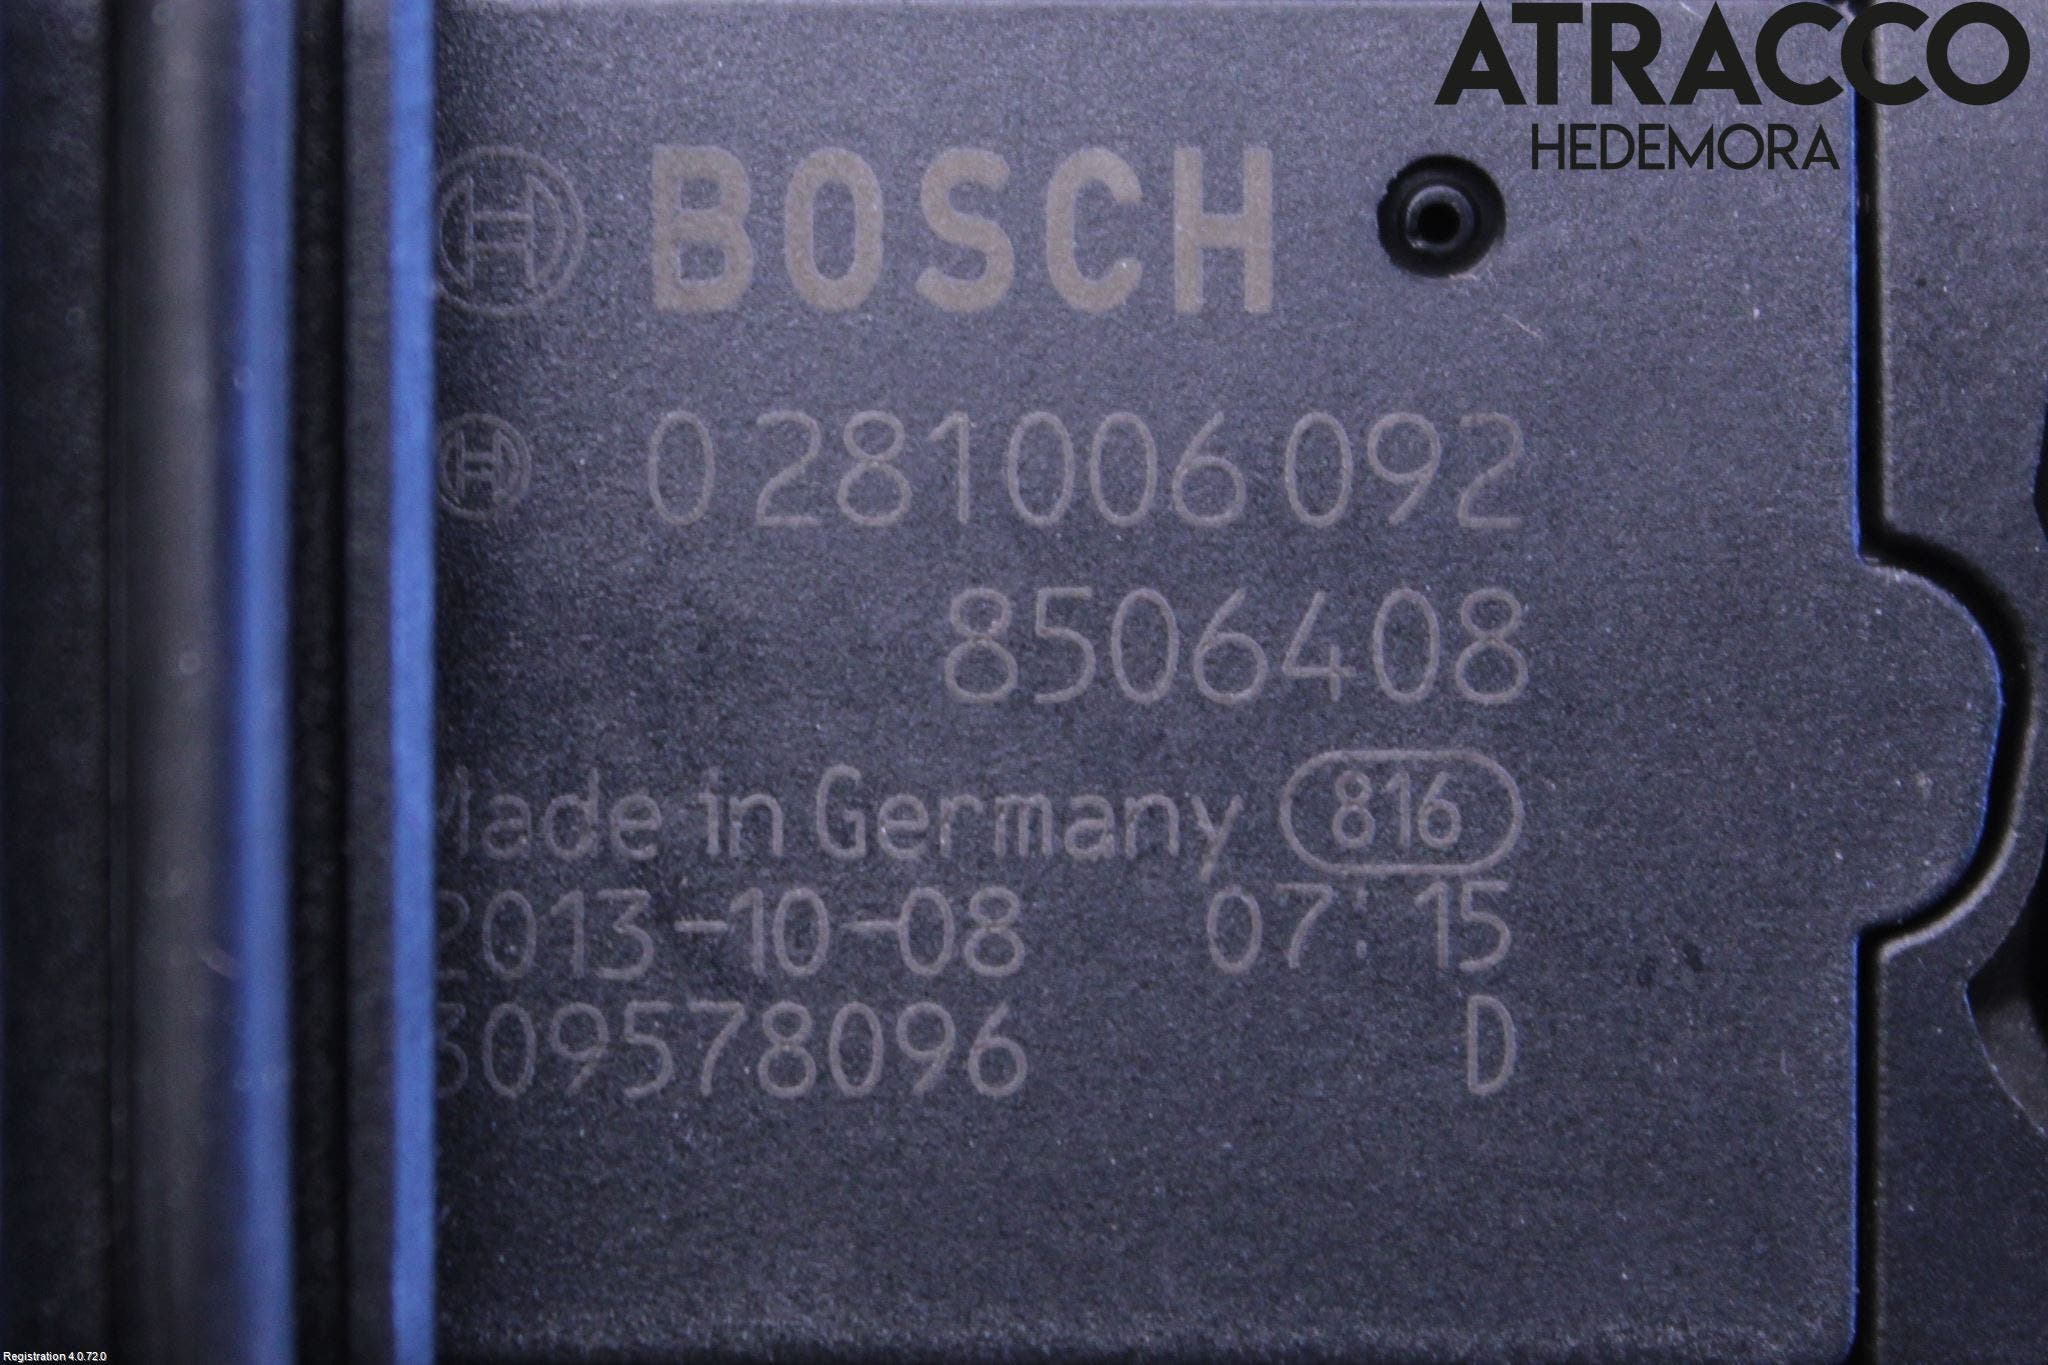 ATRACCO
HEDEMORA
BOSCH
0 281 006 092
8506408
Made in Germany 816
2013-10-08 07:15
309578096 D
Registration 4.0.72.0